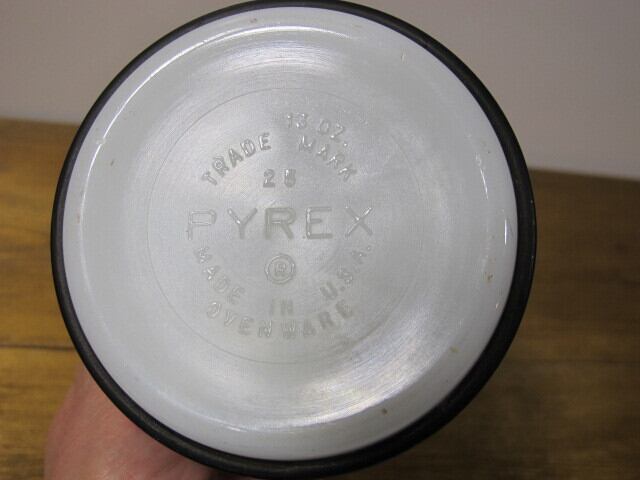 13 OZ.
TRADE MARK
25
PYREX
®
MADE IN U.S.A.
OVENWARE